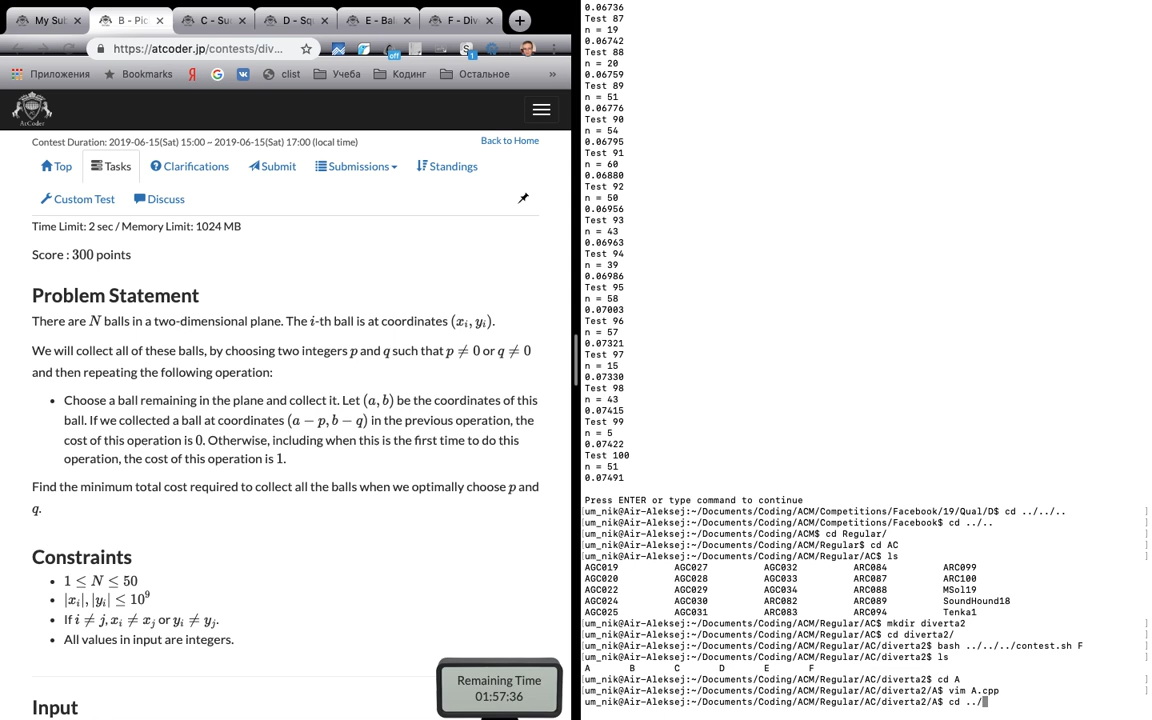 My Sub
B - Pic
C - Suc
D - Squ
E - Bal
F - Div
https://atcoder.jp/contests/div...
off
S
1
Приложения
Bookmarks
Я
G
clist
Учеба
Кодинг
Остальное
»
AtCoder
Contest Duration: 2019-06-15(Sat) 15:00 ~ 2019-06-15(Sat) 17:00 (local time)
Back to Home
Top
Tasks
Clarifications
Submit
Submissions
Standings
Custom Test
Discuss
Time Limit: 2 sec / Memory Limit: 1024 MB
Score : 300 points
Problem Statement
There are N balls in a two-dimensional plane. The i-th ball is at coordinates (x_i, y_i).
We will collect all of these balls, by choosing two integers p and q such that p ≠ 0 or q ≠ 0
and then repeating the following operation:
• Choose a ball remaining in the plane and collect it. Let (a, b) be the coordinates of this
ball. If we collected a ball at coordinates (a − p, b − q) in the previous operation, the
cost of this operation is 0. Otherwise, including when this is the first time to do this
operation, the cost of this operation is 1.
Find the minimum total cost required to collect all the balls when we optimally choose p and
q.
Constraints
• 1 ≤ N ≤ 50
• |x_i|, |y_i| ≤ 10^9
• If i ≠ j, x_i ≠ x_j or y_i ≠ y_j.
• All values in input are integers.
Input
Remaining Time
01:57:36
0.06736
Test 87
n = 19
0.06742
Test 88
n = 20
0.06759
Test 89
n = 51
0.06776
Test 90
n = 54
0.06795
Test 91
n = 60
0.06880
Test 92
n = 50
0.06956
Test 93
n = 43
0.06963
Test 94
n = 39
0.06986
Test 95
n = 58
0.07003
Test 96
n = 57
0.07321
Test 97
n = 15
0.07330
Test 98
n = 43
0.07415
Test 99
n = 5
0.07422
Test 100
n = 51
0.07491
Press ENTER or type command to continue
[um_nik@Air-Aleksej:~/Documents/Coding/ACM/Competitions/Facebook/19/Qual/D$ cd ../../.. ]
[um_nik@Air-Aleksej:~/Documents/Coding/ACM/Competitions/Facebook$ cd ../.. ]
[um_nik@Air-Aleksej:~/Documents/Coding/ACM$ cd Regular/ ]
[um_nik@Air-Aleksej:~/Documents/Coding/ACM/Regular$ cd AC ]
[um_nik@Air-Aleksej:~/Documents/Coding/ACM/Regular/AC$ ls ]
AGC019 AGC027 AGC032 ARC084 ARC099
AGC020 AGC028 AGC033 ARC087 ARC100
AGC022 AGC029 AGC034 ARC088 MSol19
AGC024 AGC030 ARC082 ARC089 SoundHound18
AGC025 AGC031 ARC083 ARC094 Tenka1
[um_nik@Air-Aleksej:~/Documents/Coding/ACM/Regular/AC$ mkdir diverta2 ]
[um_nik@Air-Aleksej:~/Documents/Coding/ACM/Regular/AC$ cd diverta2/ ]
[um_nik@Air-Aleksej:~/Documents/Coding/ACM/Regular/AC/diverta2$ bash ../../../contest.sh F ]
[um_nik@Air-Aleksej:~/Documents/Coding/ACM/Regular/AC/diverta2$ ls ]
A B C D E F
[um_nik@Air-Aleksej:~/Documents/Coding/ACM/Regular/AC/diverta2$ cd A ]
[um_nik@Air-Aleksej:~/Documents/Coding/ACM/Regular/AC/diverta2/A$ vim A.cpp ]
um_nik@Air-Aleksej:~/Documents/Coding/ACM/Regular/AC/diverta2/A$ cd ../